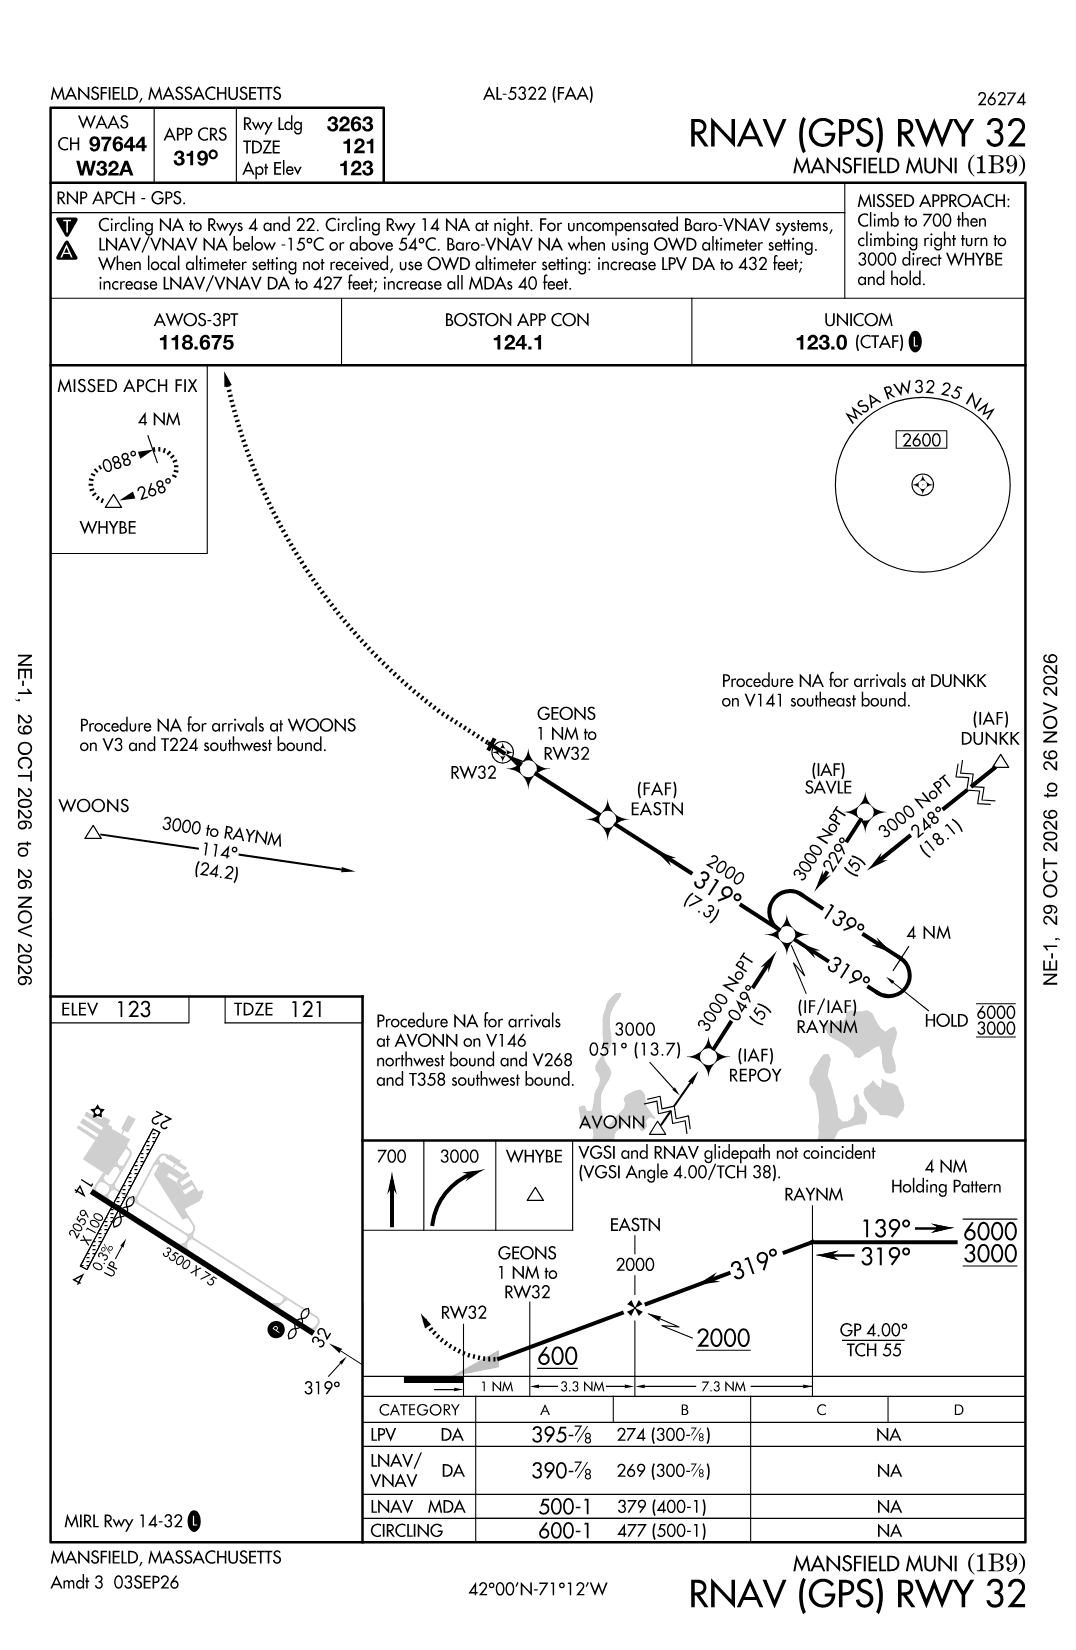 MANSFIELD, MASSACHUSETTS
AL-5322 (FAA)
26274
WAAS
CH 97644
W32A
APP CRS
319°
Rwy Ldg 3263
TDZE 121
Apt Elev 123
RNAV (GPS) RWY 32
MANSFIELD MUNI (1B9)
RNP APCH - GPS.
T
A
Circling NA to Rwys 4 and 22. Circling Rwy 14 NA at night. For uncompensated Baro-VNAV systems,
LNAV/VNAV NA below -15°C or above 54°C. Baro-VNAV NA when using OWD altimeter setting.
When local altimeter setting not received, use OWD altimeter setting: increase LPV DA to 432 feet;
increase LNAV/VNAV DA to 427 feet; increase all MDAs 40 feet.
MISSED APPROACH:
Climb to 700 then
climbing right turn to
3000 direct WHYBE
and hold.
AWOS-3PT
118.675
BOSTON APP CON
124.1
UNICOM
123.0 (CTAF) L
MISSED APCH FIX
4 NM
088°
268°
WHYBE
MSA RW32 25 NM
2600
Procedure NA for arrivals at DUNKK
on V141 southeast bound.
Procedure NA for arrivals at WOONS
on V3 and T224 southwest bound.
GEONS
1 NM to
RW32
RW32
(FAF)
EASTN
(IAF)
DUNKK
(IAF)
SAVLE
3000 NoPT
248°
(18.1)
3000 NoPT
229°
(5)
WOONS
3000 to RAYNM
114°
(24.2)
2000
319°
(7.3)
139°
4 NM
319°
(IF/IAF)
RAYNM
HOLD
6000
3000
3000 NoPT
049°
(5)
3000
051° (13.7)
(IAF)
REPOY
AVONN
Procedure NA for arrivals
at AVONN on V146
northwest bound and V268
and T358 southwest bound.
NE-1, 29 OCT 2026 to 26 NOV 2026
NE-1, 29 OCT 2026 to 26 NOV 2026
ELEV 123
TDZE 121
22
14
2059
X 100
0.3%
UP
4
3500 X 75
P
32
319°
MIRL Rwy 14-32 L
700
3000
WHYBE
VGSI and RNAV glidepath not coincident
(VGSI Angle 4.00/TCH 38).
4 NM
Holding Pattern
RAYNM
139°
319°
6000
3000
EASTN
2000
319°
GEONS
1 NM to
RW32
RW32
600
2000
GP 4.00°
TCH 55
1 NM
3.3 NM
7.3 NM
CATEGORY A B C D
LPV DA 395-⅞ 274 (300-⅞) NA
LNAV/
VNAV DA 390-⅞ 269 (300-⅞) NA
LNAV MDA 500-1 379 (400-1) NA
CIRCLING 600-1 477 (500-1) NA
MANSFIELD, MASSACHUSETTS
Amdt 3 03SEP26
42°00'N-71°12'W
MANSFIELD MUNI (1B9)
RNAV (GPS) RWY 32